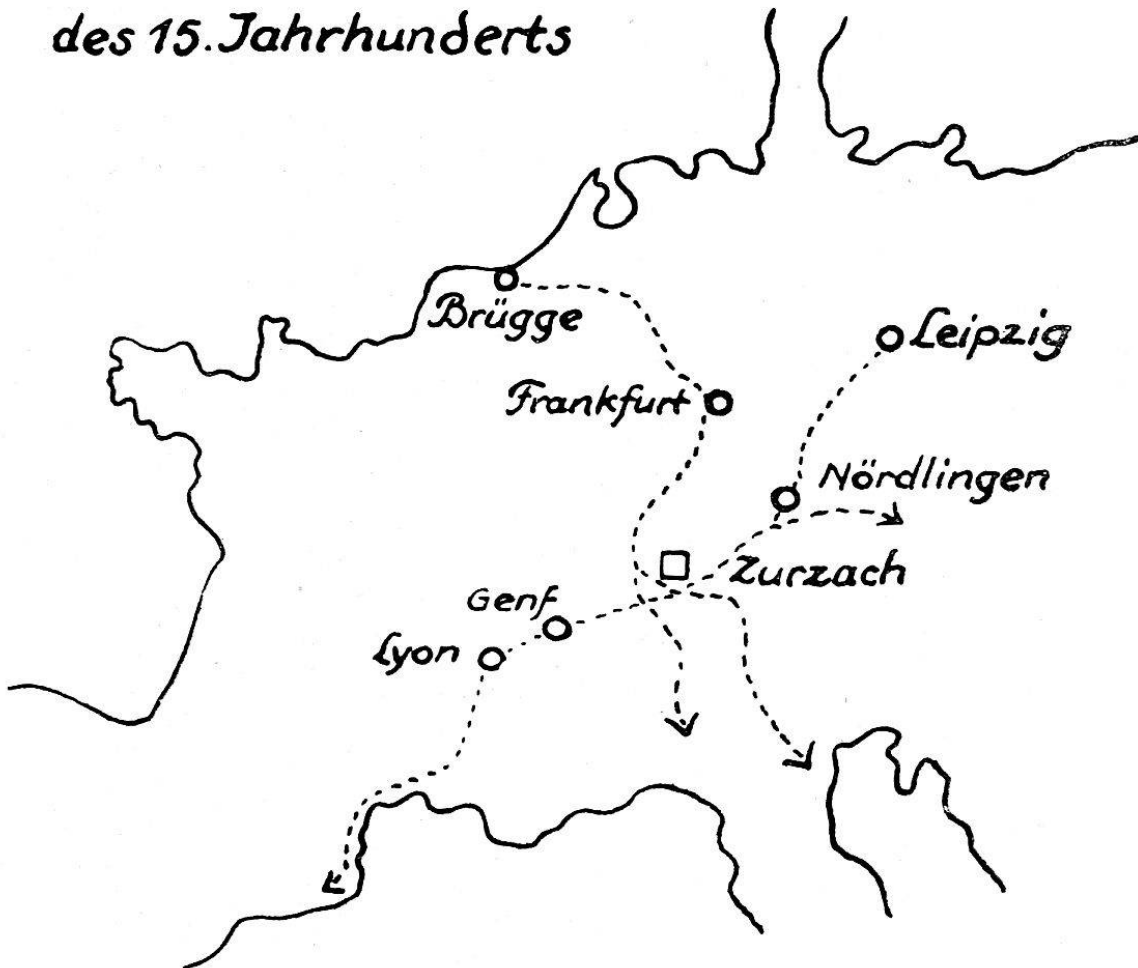 des 15. Jahrhunderts
Brügge
Leipzig
Frankfurt
Nördlingen
Zurzach
Genf
Lyon